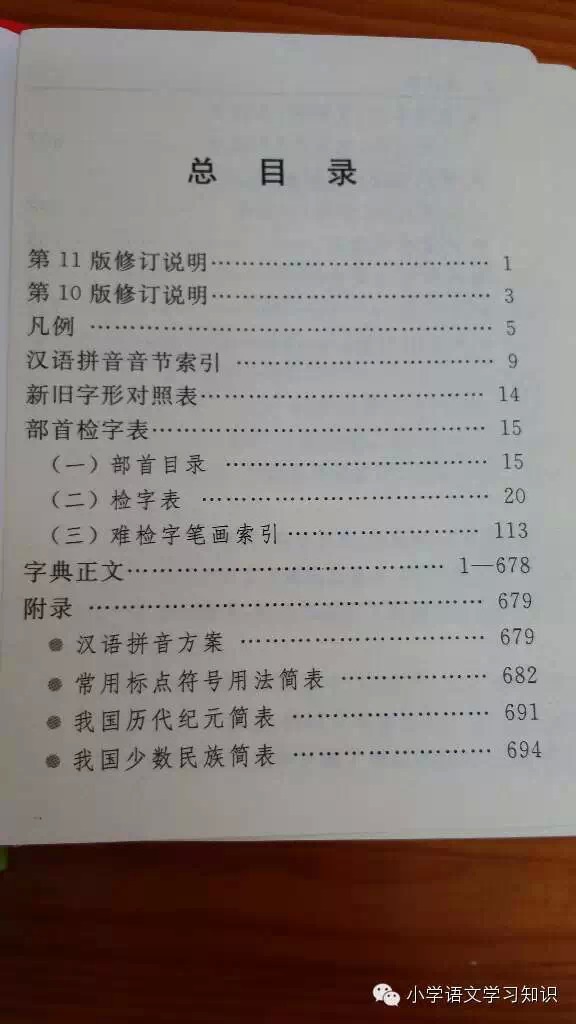 总 目 录
第 11 版修订说明………………………………… 1
第 10 版修订说明………………………………… 3
凡例 ……………………………………………… 5
汉语拼音音节索引 ……………………………… 9
新旧字形对照表………………………………… 14
部首检字表……………………………………… 15
（一）部首目录 ……………………………… 15
（二）检字表 ………………………………… 20
（三）难检字笔画索引……………………… 113
字典正文…………………………………… 1—678
附录 …………………………………………… 679
● 汉语拼音方案 …………………………… 679
● 常用标点符号用法简表 ………………… 682
● 我国历代纪元简表 ……………………… 691
● 我国少数民族简表 ……………………… 694
小学语文学习知识